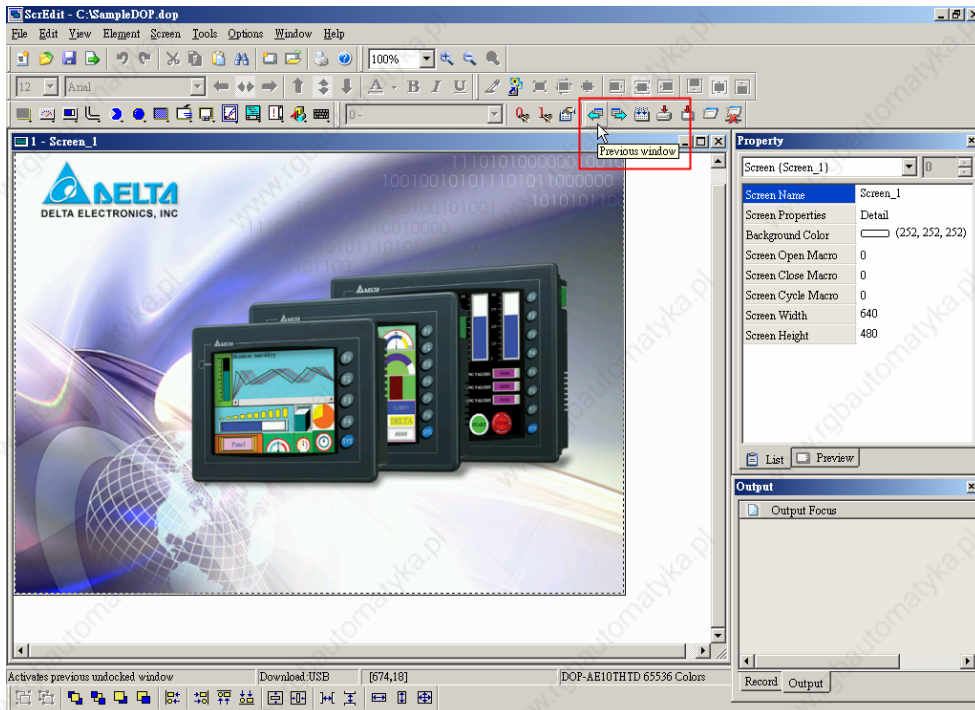 ScrEdit - C:\SampleDOP.dop
File Edit View Element Screen Tools Options Window Help
100%
12 Arial A B I U
0 -
Previous window
1 - Screen_1
11101010000001001
1001001010111010110000000
DELTA
DELTA ELECTRONICS, INC
Property
Screen {Screen_1} 0
Screen Name Screen_1
Screen Properties Detail
Background Color (252, 252, 252)
Screen Open Macro 0
Screen Close Macro 0
Screen Cycle Macro 0
Screen Width 640
Screen Height 480
List Preview
Output
Output Focus
Record Output
Activates previous undocked window Download:USB [674,18] DOP-AE10THTD 65536 Colors
www.rgbautomatyka.pl